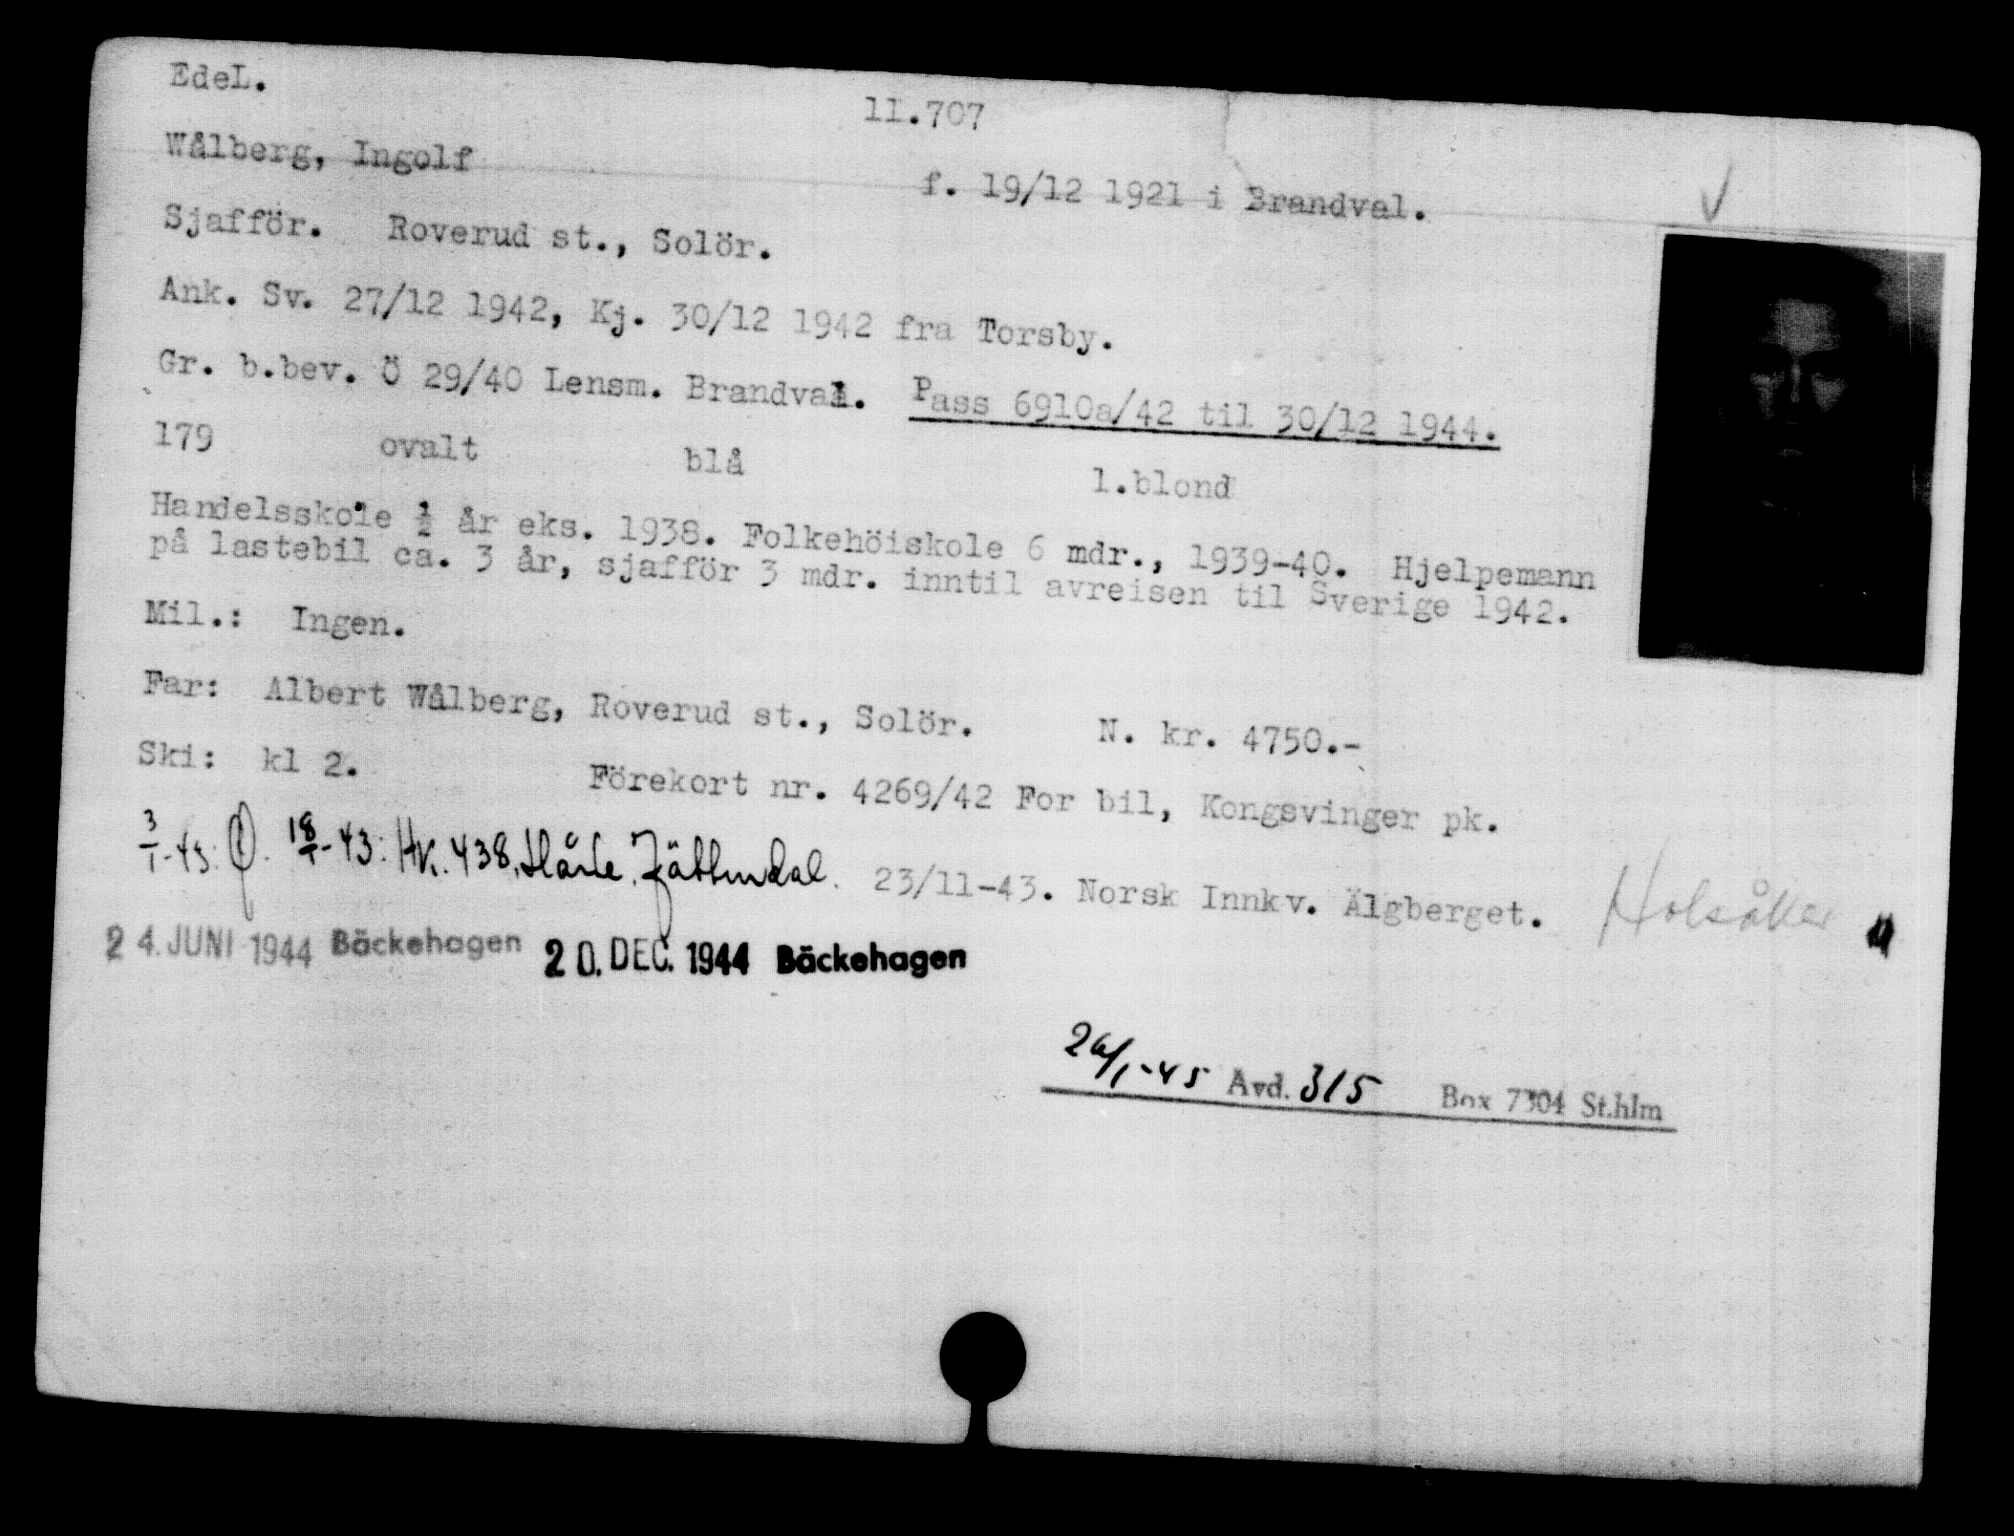 EdeL.
11.707
Wålberg, Ingolf f. 19/12 1921 i Brandval.
Sjafför. Roverud st., Solör.
Ank. Sv. 27/12 1942, Kj. 30/12 1942 fra Torsby.
Gr. b.bev. Ö 29/40 Lensm. Brandval. Pass 6910a/42 til 30/12 1944.
179 ovalt blå l.blond
Handelsskole ½ år eks. 1938. Folkehöiskole 6 mdr., 1939-40. Hjelpemann
på lastebil ca. 3 år, sjafför 3 mdr. inntil avreisen til Sverige 1942.
Mil.: Ingen.
Far: Albert Wålberg, Roverud st., Solör. N. kr. 4750.-
Ski: kl 2. Förekort nr. 4269/42 For bil, Kongsvinger pk.
3/1-43: 18/1-43: HK. 438, Jättendal. 23/11-43. Norsk Innkv. Älgberget. Holsåker
24. JUNI 1944 Bäckehagen 20. DEC. 1944 Bäckehagen
26/1-45 Avd. 315 Box 7304 St.hlm